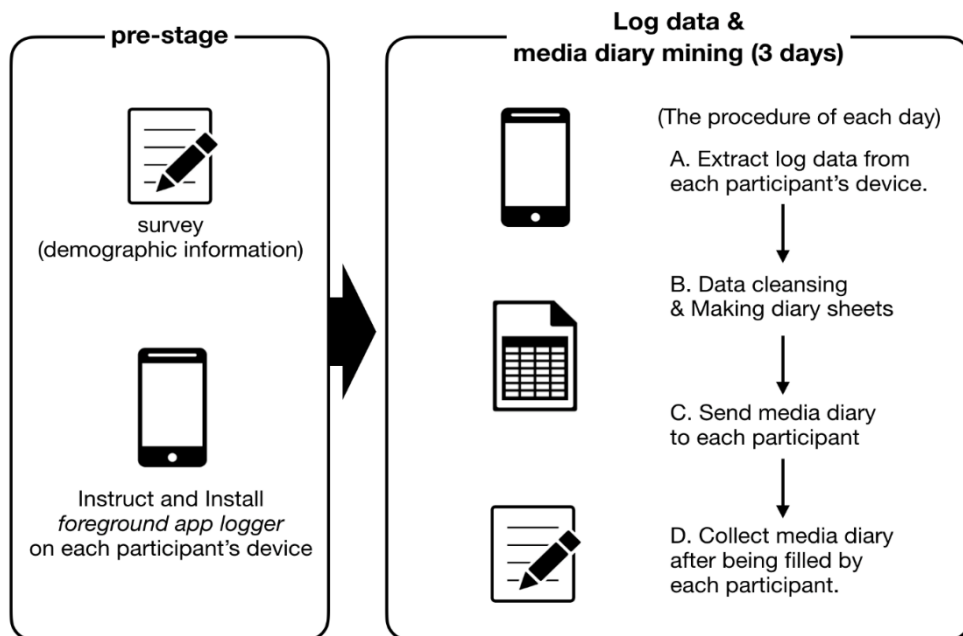 pre-stage
survey
(demographic information)
Instruct and Install
foreground app logger
on each participant's device
Log data &
media diary mining (3 days)
(The procedure of each day)
A. Extract log data from
each participant's device.
B. Data cleansing
& Making diary sheets
C. Send media diary
to each participant
D. Collect media diary
after being filled by
each participant.